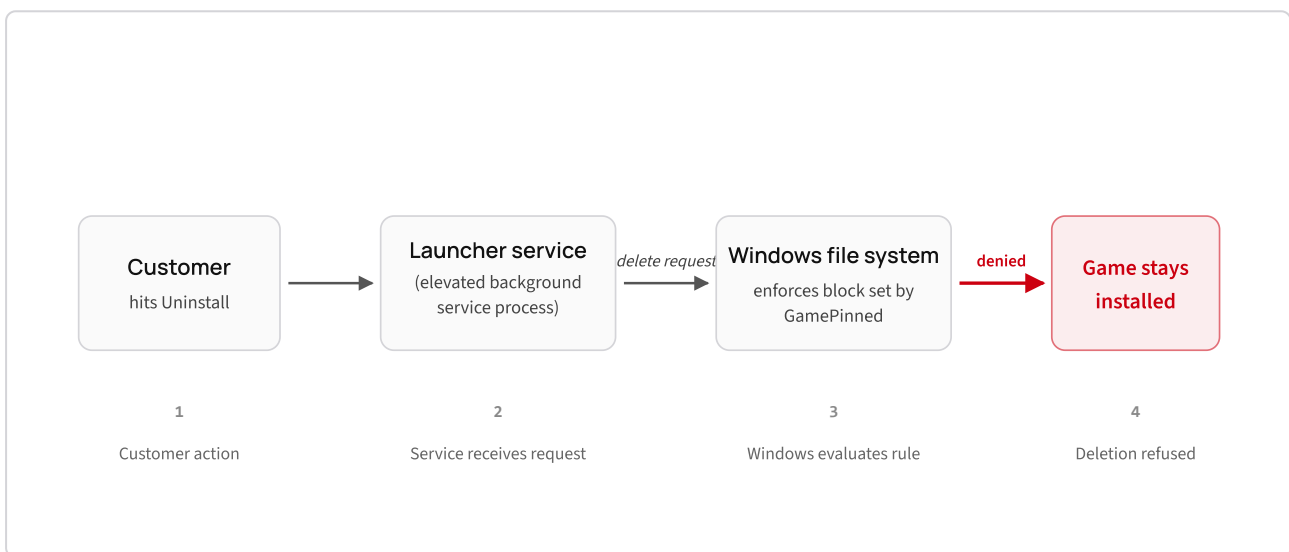 Customer
hits Uninstall
Launcher service
(elevated background
service process)
delete request
Windows file system
enforces block set by
GamePinned
denied
Game stays
installed
1
2
3
4
Customer action
Service receives request
Windows evaluates rule
Deletion refused